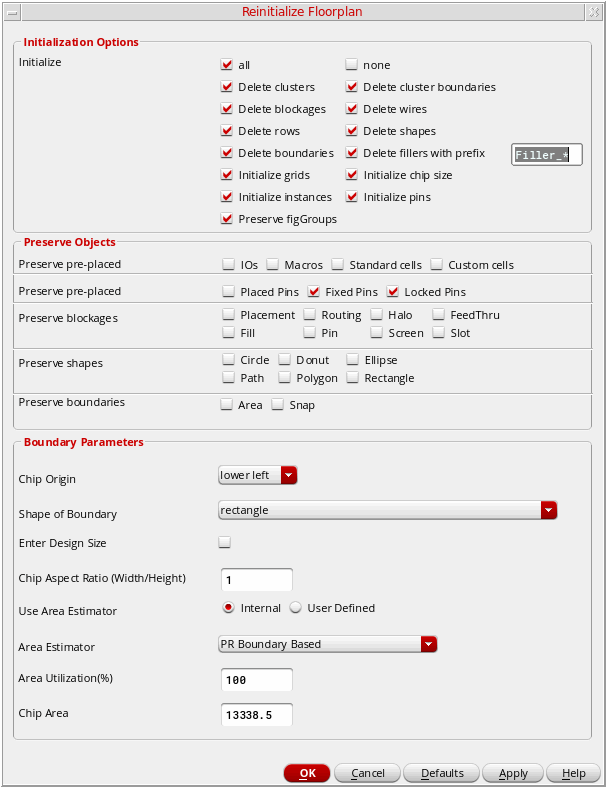 Reinitialize Floorplan
Initialization Options
Initialize all none
Delete clusters Delete cluster boundaries
Delete blockages Delete wires
Delete rows Delete shapes
Delete boundaries Delete fillers with prefix Filler_*
Initialize grids Initialize chip size
Initialize instances Initialize pins
Preserve figGroups
Preserve Objects
Preserve pre-placed IOs Macros Standard cells Custom cells
Preserve pre-placed Placed Pins Fixed Pins Locked Pins
Preserve blockages Placement Routing Halo FeedThru
Fill Pin Screen Slot
Preserve shapes Circle Donut Ellipse
Path Polygon Rectangle
Preserve boundaries Area Snap
Boundary Parameters
Chip Origin lower left
Shape of Boundary rectangle
Enter Design Size
Chip Aspect Ratio (Width/Height) 1
Use Area Estimator Internal User Defined
Area Estimator PR Boundary Based
Area Utilization(%) 100
Chip Area 13338.5
OK Cancel Defaults Apply Help